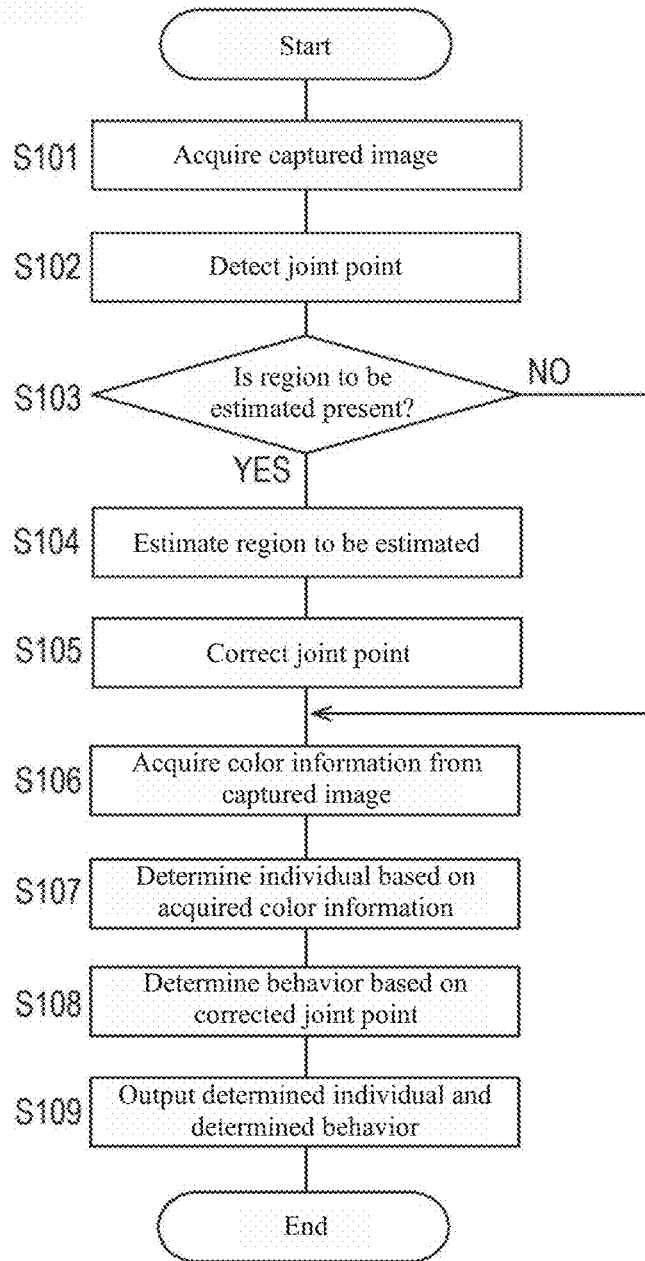 Start
S101
Acquire captured image
S102
Detect joint point
S103
Is region to be
estimated present?
NO
YES
S104
Estimate region to be estimated
S105
Correct joint point
S106
Acquire color information from
captured image
S107
Determine individual based on
acquired color information
S108
Determine behavior based on
corrected joint point
S109
Output determined individual and
determined behavior
End